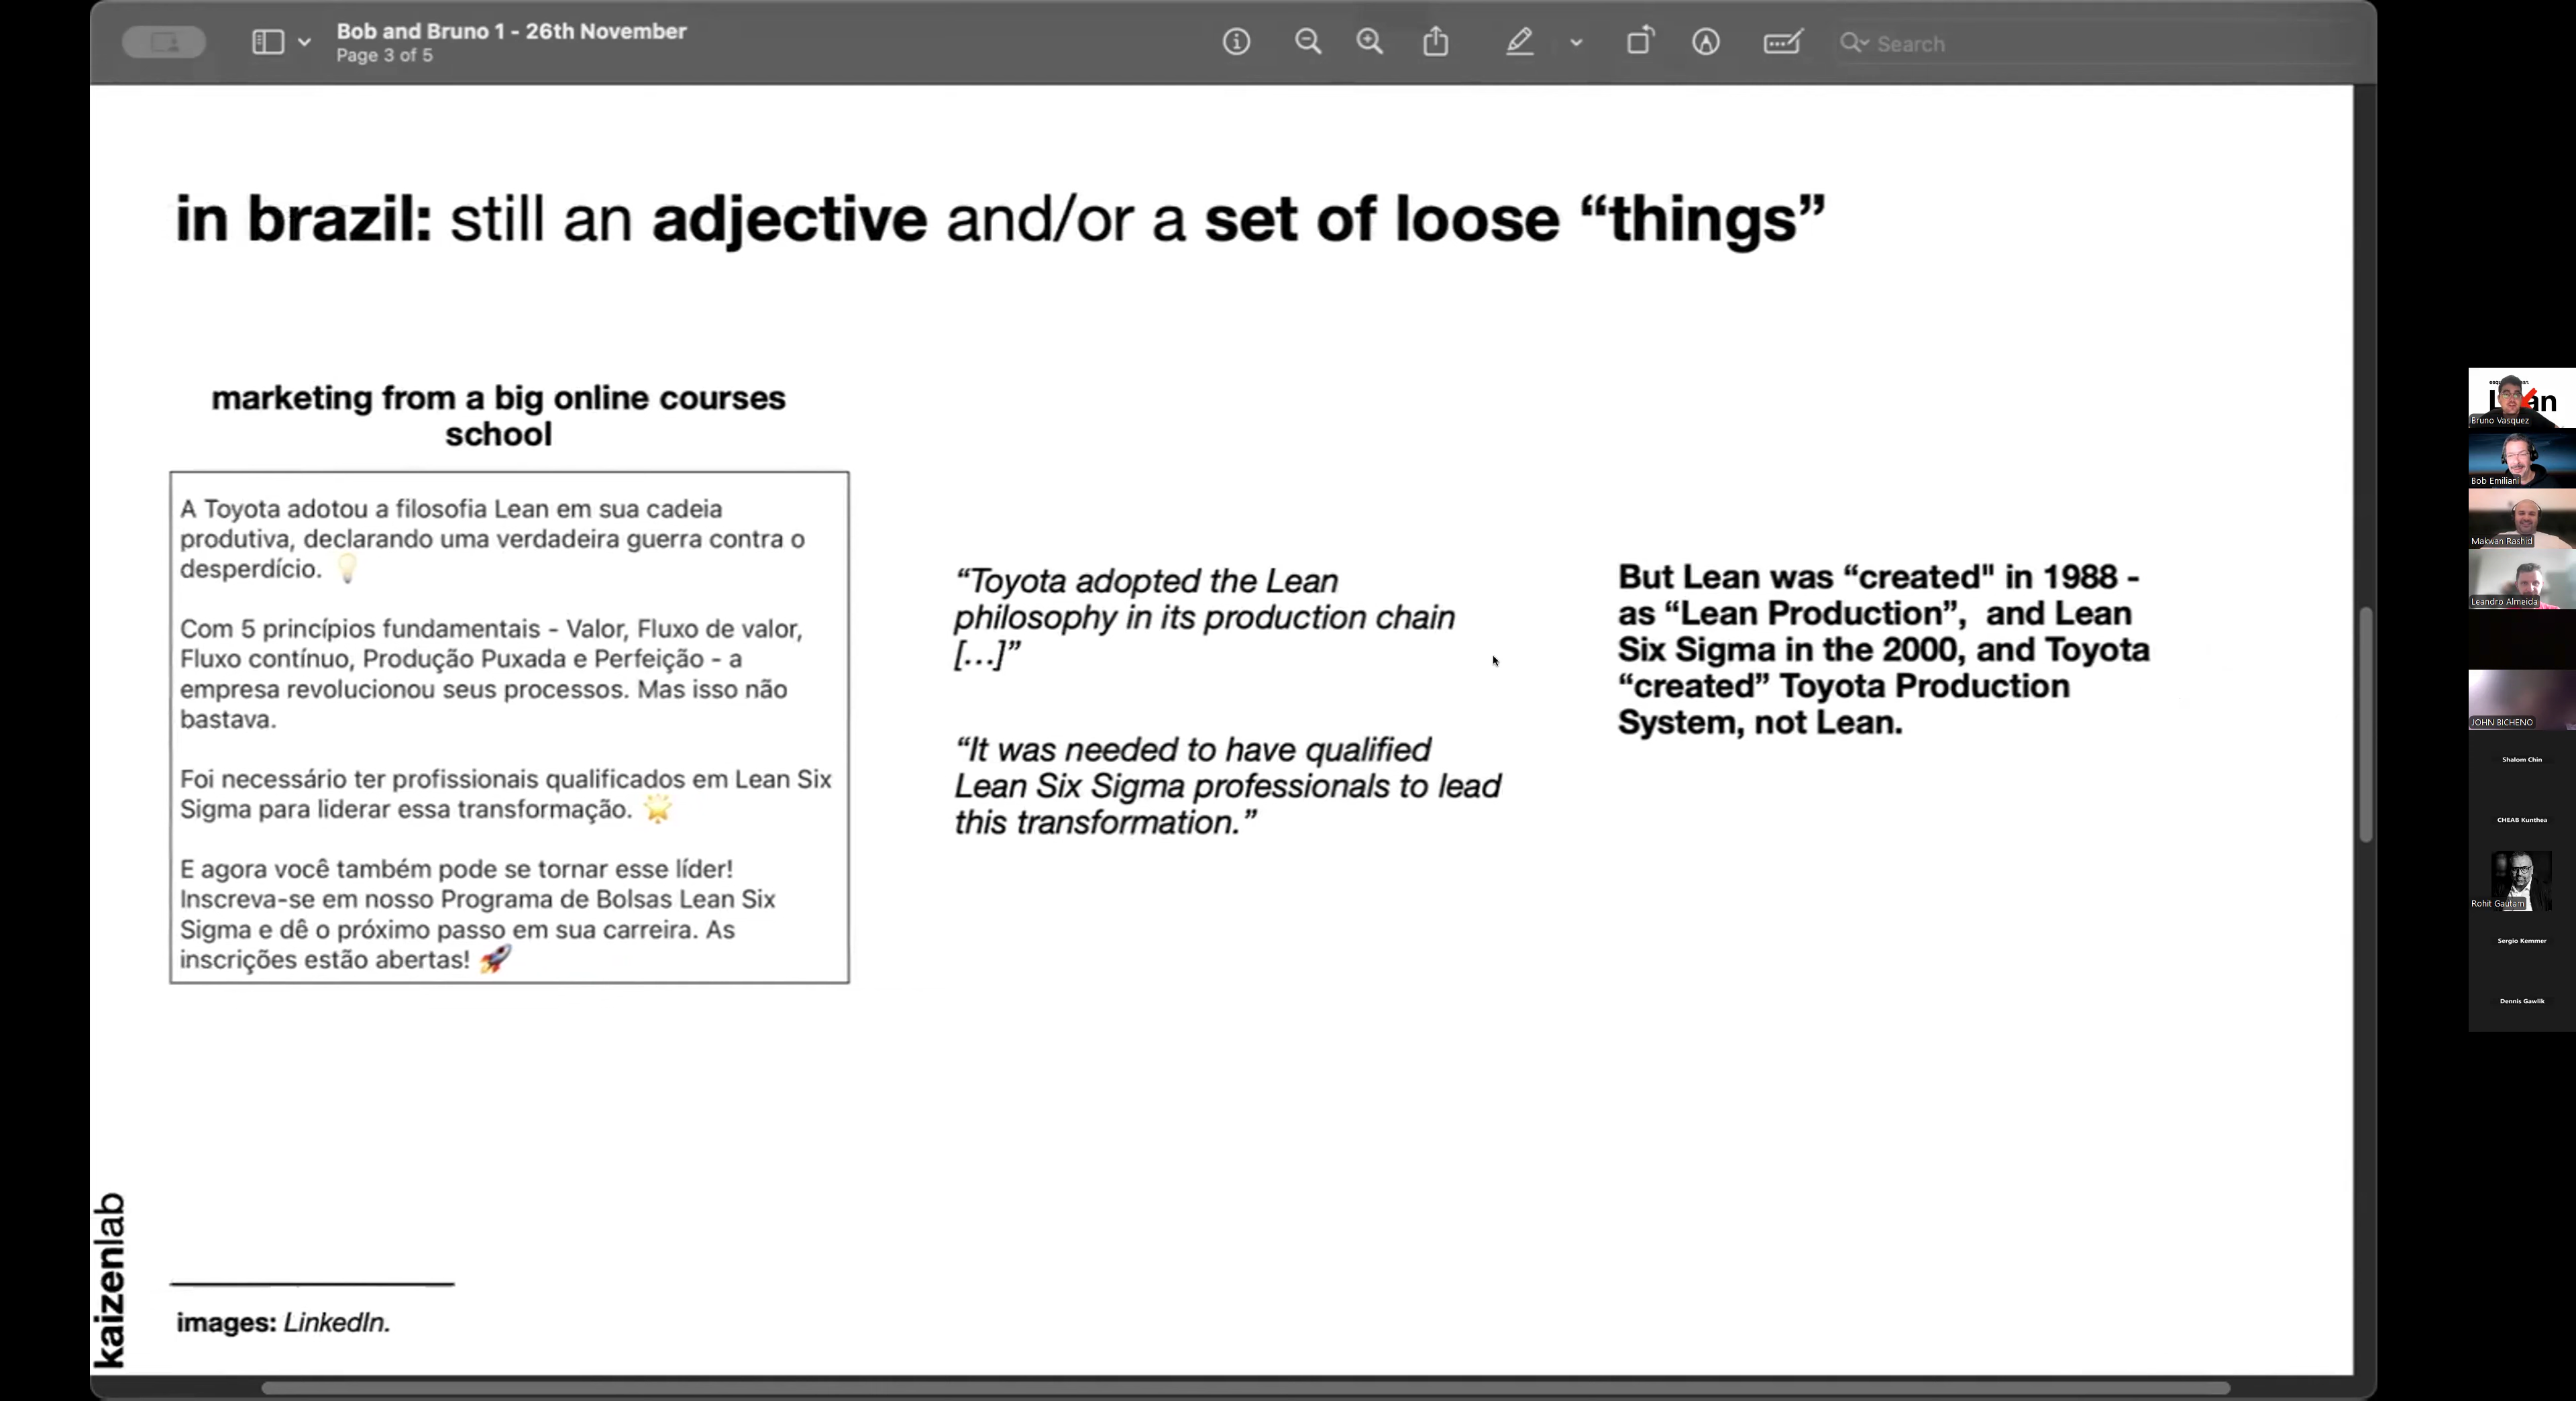 Bob and Bruno 1 - 26th November
Page 3 of 5
Search
in brazil: still an adjective and/or a set of loose “things”
marketing from a big online courses
school
A Toyota adotou a filosofia Lean em sua cadeia
produtiva, declarando uma verdadeira guerra contra o
desperdício. 💡
Com 5 princípios fundamentais - Valor, Fluxo de valor,
Fluxo contínuo, Produção Puxada e Perfeição - a
empresa revolucionou seus processos. Mas isso não
bastava.
Foi necessário ter profissionais qualificados em Lean Six
Sigma para liderar essa transformação. 🌟
E agora você também pode se tornar esse líder!
Inscreva-se em nosso Programa de Bolsas Lean Six
Sigma e dê o próximo passo em sua carreira. As
inscrições estão abertas! 🚀
“Toyota adopted the Lean
philosophy in its production chain
[...]”
“It was needed to have qualified
Lean Six Sigma professionals to lead
this transformation.”
But Lean was “created" in 1988 -
as “Lean Production”,  and Lean
Six Sigma in the 2000, and Toyota
“created” Toyota Production
System, not Lean.
kaizenlab
images: LinkedIn.
Bruno Vasquez
Bob Emiliani
Makwan Rashid
Leandro Almeida
JOHN BICHENO
Shalom Chin
CHEAB Kunthea
Rohit Gautam
Sergio Kemmer
Dennis Gawlik